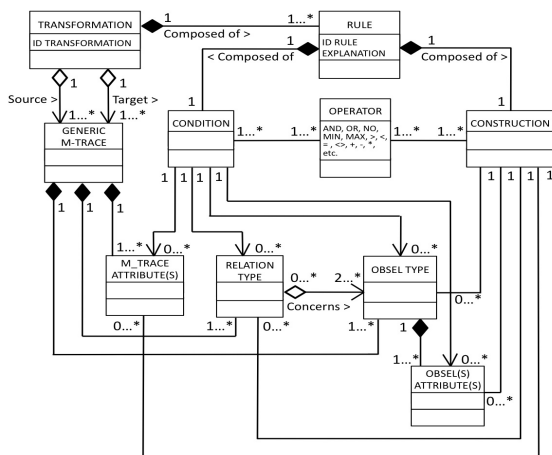 TRANSFORMATION
ID TRANSFORMATION
1
1...*
Composed of >
RULE
ID RULE
EXPLANATION
1
< Composed of
1
Composed of >
1
1
Source >
Target >
1...*
1...*
1
1
GENERIC
M-TRACE
CONDITION
1...*
1...*
OPERATOR
AND, OR, NO,
MIN, MAX, >, <,
= , <>, +, -, *,
etc.
1...*
1...*
CONSTRUCTION
1
1
1
1
1
1
1
1
1
1
1
1...*
0...*
0...*
0...*
M_TRACE
ATTRIBUTE(S)
RELATION
TYPE
0...*
2...*
Concerns >
OBSEL TYPE
0...*
0...*
1...*
0...*
1...*
1
1...*
0...*
OBSEL(S)
ATTRIBUTE(S)
0...*